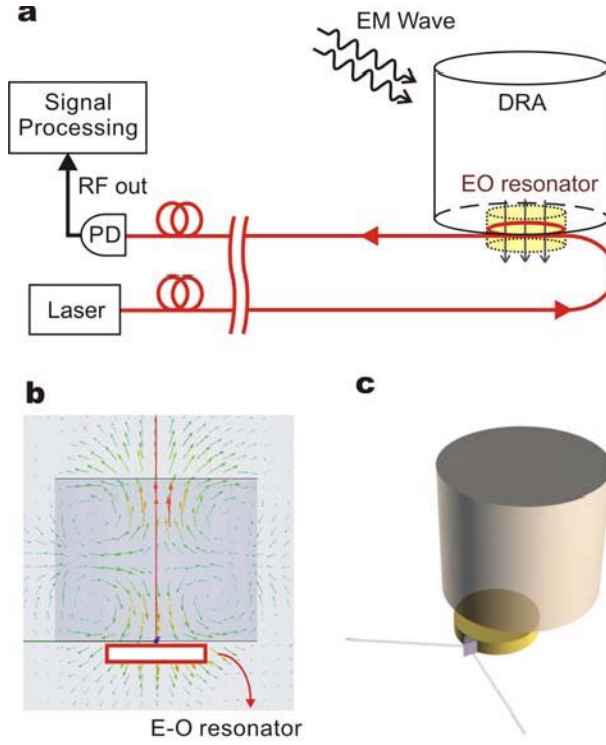 a
EM Wave
Signal
Processing
DRA
RF out
EO resonator
PD
Laser
b
c
E-O resonator